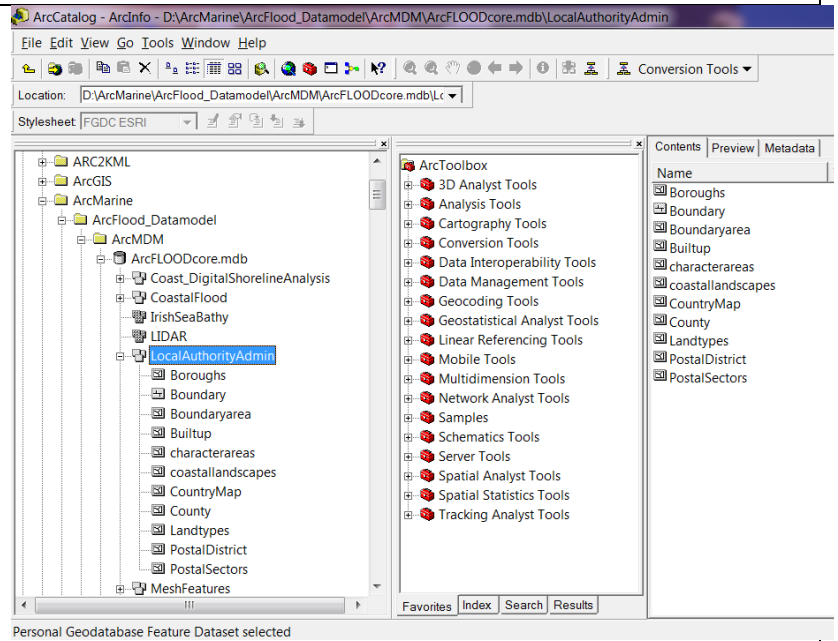 ArcCatalog - ArcInfo - D:\ArcMarine\ArcFlood_Datamodel\ArcMDM\ArcFLOODcore.mdb\LocalAuthorityAdmin
File Edit View Go Tools Window Help
Conversion Tools
Location: D:\ArcMarine\ArcFlood_Datamodel\ArcMDM\ArcFLOODcore.mdb\Lc
Stylesheet: FGDC ESRI
ARC2KML
ArcGIS
ArcMarine
ArcFlood_Datamodel
ArcMDM
ArcFLOODcore.mdb
Coast_DigitalShorelineAnalysis
CoastalFlood
IrishSeaBathy
LIDAR
LocalAuthorityAdmin
Boroughs
Boundary
Boundaryarea
Builtup
characterareas
coastallandscapes
CountryMap
County
Landtypes
PostalDistrict
PostalSectors
MeshFeatures
ArcToolbox
3D Analyst Tools
Analysis Tools
Cartography Tools
Conversion Tools
Data Interoperability Tools
Data Management Tools
Geocoding Tools
Geostatistical Analyst Tools
Linear Referencing Tools
Mobile Tools
Multidimension Tools
Network Analyst Tools
Samples
Schematics Tools
Server Tools
Spatial Analyst Tools
Spatial Statistics Tools
Tracking Analyst Tools
Favorites Index Search Results
Contents Preview Metadata
Name
Boroughs
Boundary
Boundaryarea
Builtup
characterareas
coastallandscapes
CountryMap
County
Landtypes
PostalDistrict
PostalSectors
Personal Geodatabase Feature Dataset selected